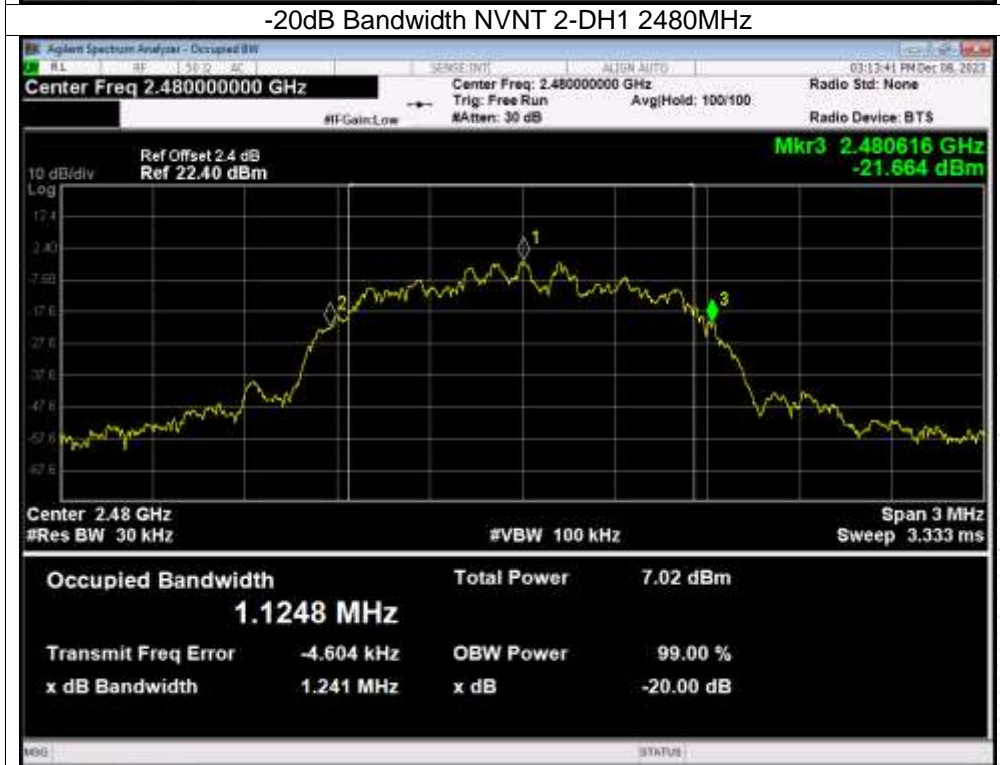 -20dB Bandwidth NVNT 2-DH1 2480MHz
Agilent Spectrum Analyzer - Occupied BW
RL RF 50 Ω AC SENSE:INT ALIGN AUTO 03:13:41 PM Dec 08, 2023
Center Freq 2.480000000 GHz Center Freq: 2.480000000 GHz Radio Std: None
Trig: Free Run Avg|Hold: 100/100
#IFGain:Low #Atten: 30 dB Radio Device: BTS
Mkr3 2.480616 GHz
-21.664 dBm
Ref Offset 2.4 dB
10 dB/div Ref 22.40 dBm
Log
12.4
2.40
-7.60
-17.6
-27.6
-37.6
-47.6
-57.6
-67.6
1
2
3
Center 2.48 GHz Span 3 MHz
#Res BW 30 kHz #VBW 100 kHz Sweep 3.333 ms
Occupied Bandwidth Total Power 7.02 dBm
1.1248 MHz
Transmit Freq Error -4.604 kHz OBW Power 99.00 %
x dB Bandwidth 1.241 MHz x dB -20.00 dB
MSG STATUS